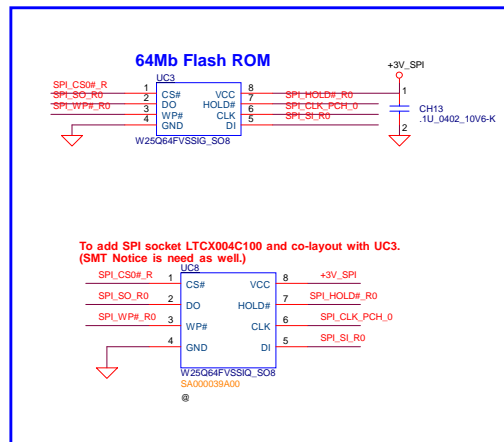 64Mb Flash ROM
+3V_SPI
UC3
SPI_CS0#_R 1 CS# VCC 8
SPI_SO_R0 2 DO HOLD# 7 SPI_HOLD#_R0
SPI_WP#_R0 3 WP# CLK 6 SPI_CLK_PCH_0
4 GND DI 5 SPI_SI_R0
W25Q64FVSSIG_SO8
1
CH13
.1U_0402_10V6-K
2
To add SPI socket LTCX004C100 and co-layout with UC3.
(SMT Notice is need as well.)
UC8
SPI_CS0#_R 1 CS# VCC 8 +3V_SPI
SPI_SO_R0 2 DO HOLD# 7 SPI_HOLD#_R0
SPI_WP#_R0 3 WP# CLK 6 SPI_CLK_PCH_0
4 GND DI 5 SPI_SI_R0
W25Q64FVSSIQ_SO8
SA000039A00
@